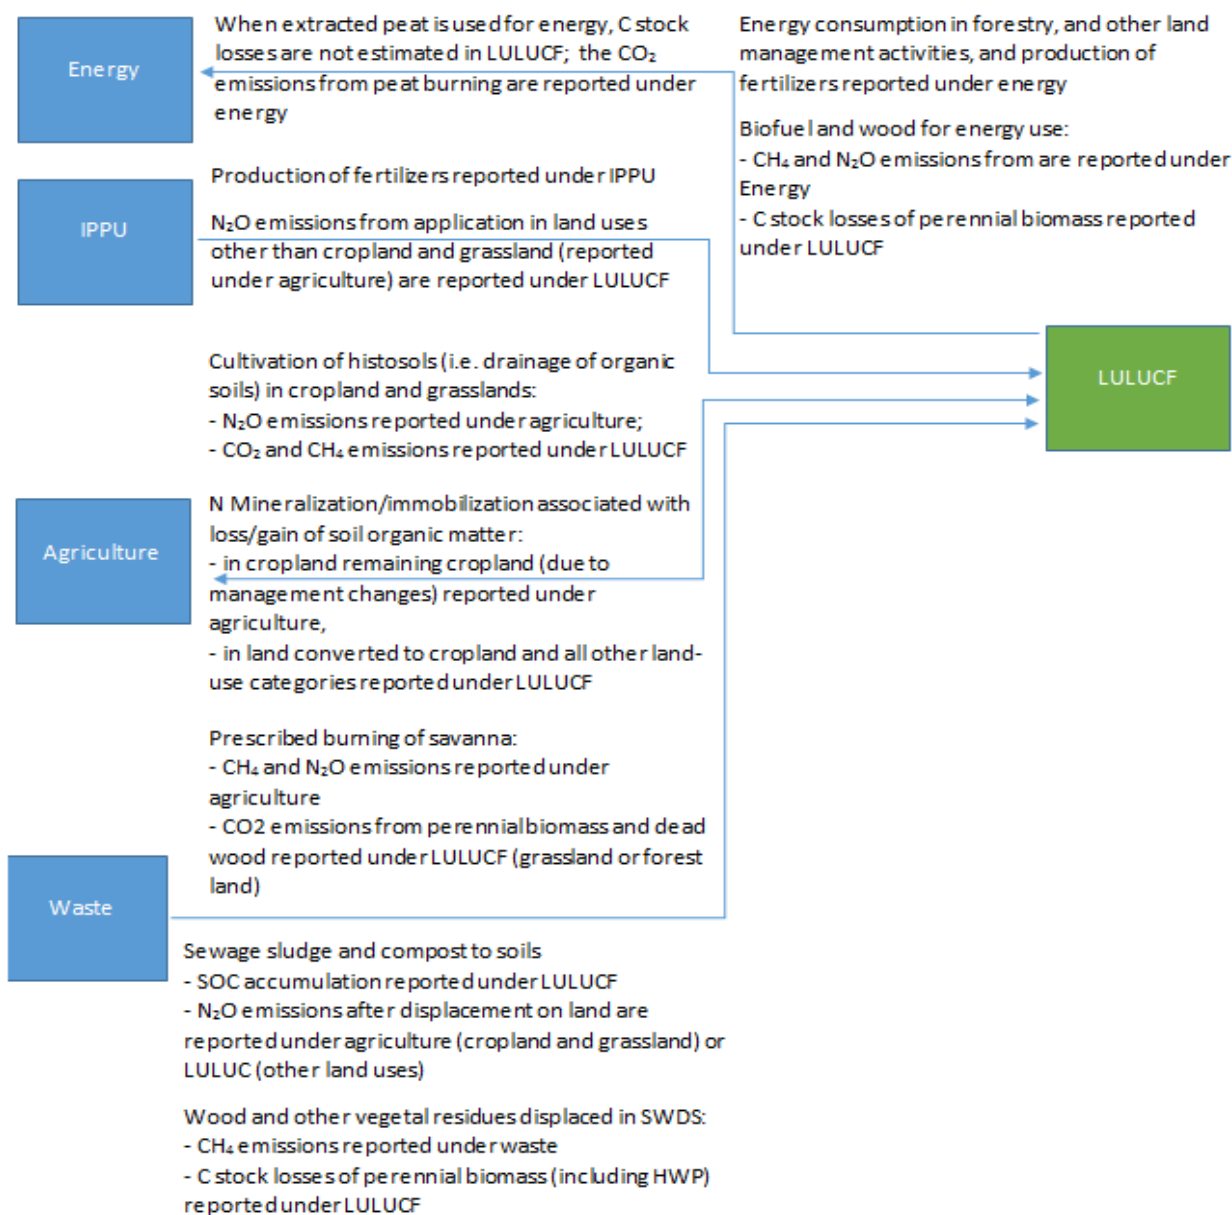 Energy
When extracted peat is used for energy, C stock
losses are not estimated in LULUCF; the CO₂
emissions from peat burning are reported under
energy
Energy consumption in forestry, and other land
management activities, and production of
fertilizers reported under energy
Biofuel and wood for energy use:
- CH₄ and N₂O emissions from are reported under
Energy
- C stock losses of perennial biomass reported
under LULUCF
IPPU
Production of fertilizers reported under IPPU
N₂O emissions from application in land uses
other than cropland and grassland (reported
under agriculture) are reported under LULUCF
LULUCF
Cultivation of histosols (i.e. drainage of organic
soils) in cropland and grasslands:
- N₂O emissions reported under agriculture;
- CO₂ and CH₄ emissions reported under LULUCF
Agriculture
N Mineralization/immobilization associated with
loss/gain of soil organic matter:
- in cropland remaining cropland (due to
management changes) reported under
agriculture,
- in land converted to cropland and all other land-
use categories reported under LULUCF
Prescribed burning of savanna:
- CH₄ and N₂O emissions reported under
agriculture
- CO2 emissions from perennial biomass and dead
wood reported under LULUCF (grassland or forest
land)
Waste
Sewage sludge and compost to soils
- SOC accumulation reported under LULUCF
- N₂O emissions after displacement on land are
reported under agriculture (cropland and grassland) or
LULUC (other land uses)
Wood and other vegetal residues displaced in SWDS:
- CH₄ emissions reported under waste
- C stock losses of perennial biomass (including HWP)
reported under LULUCF